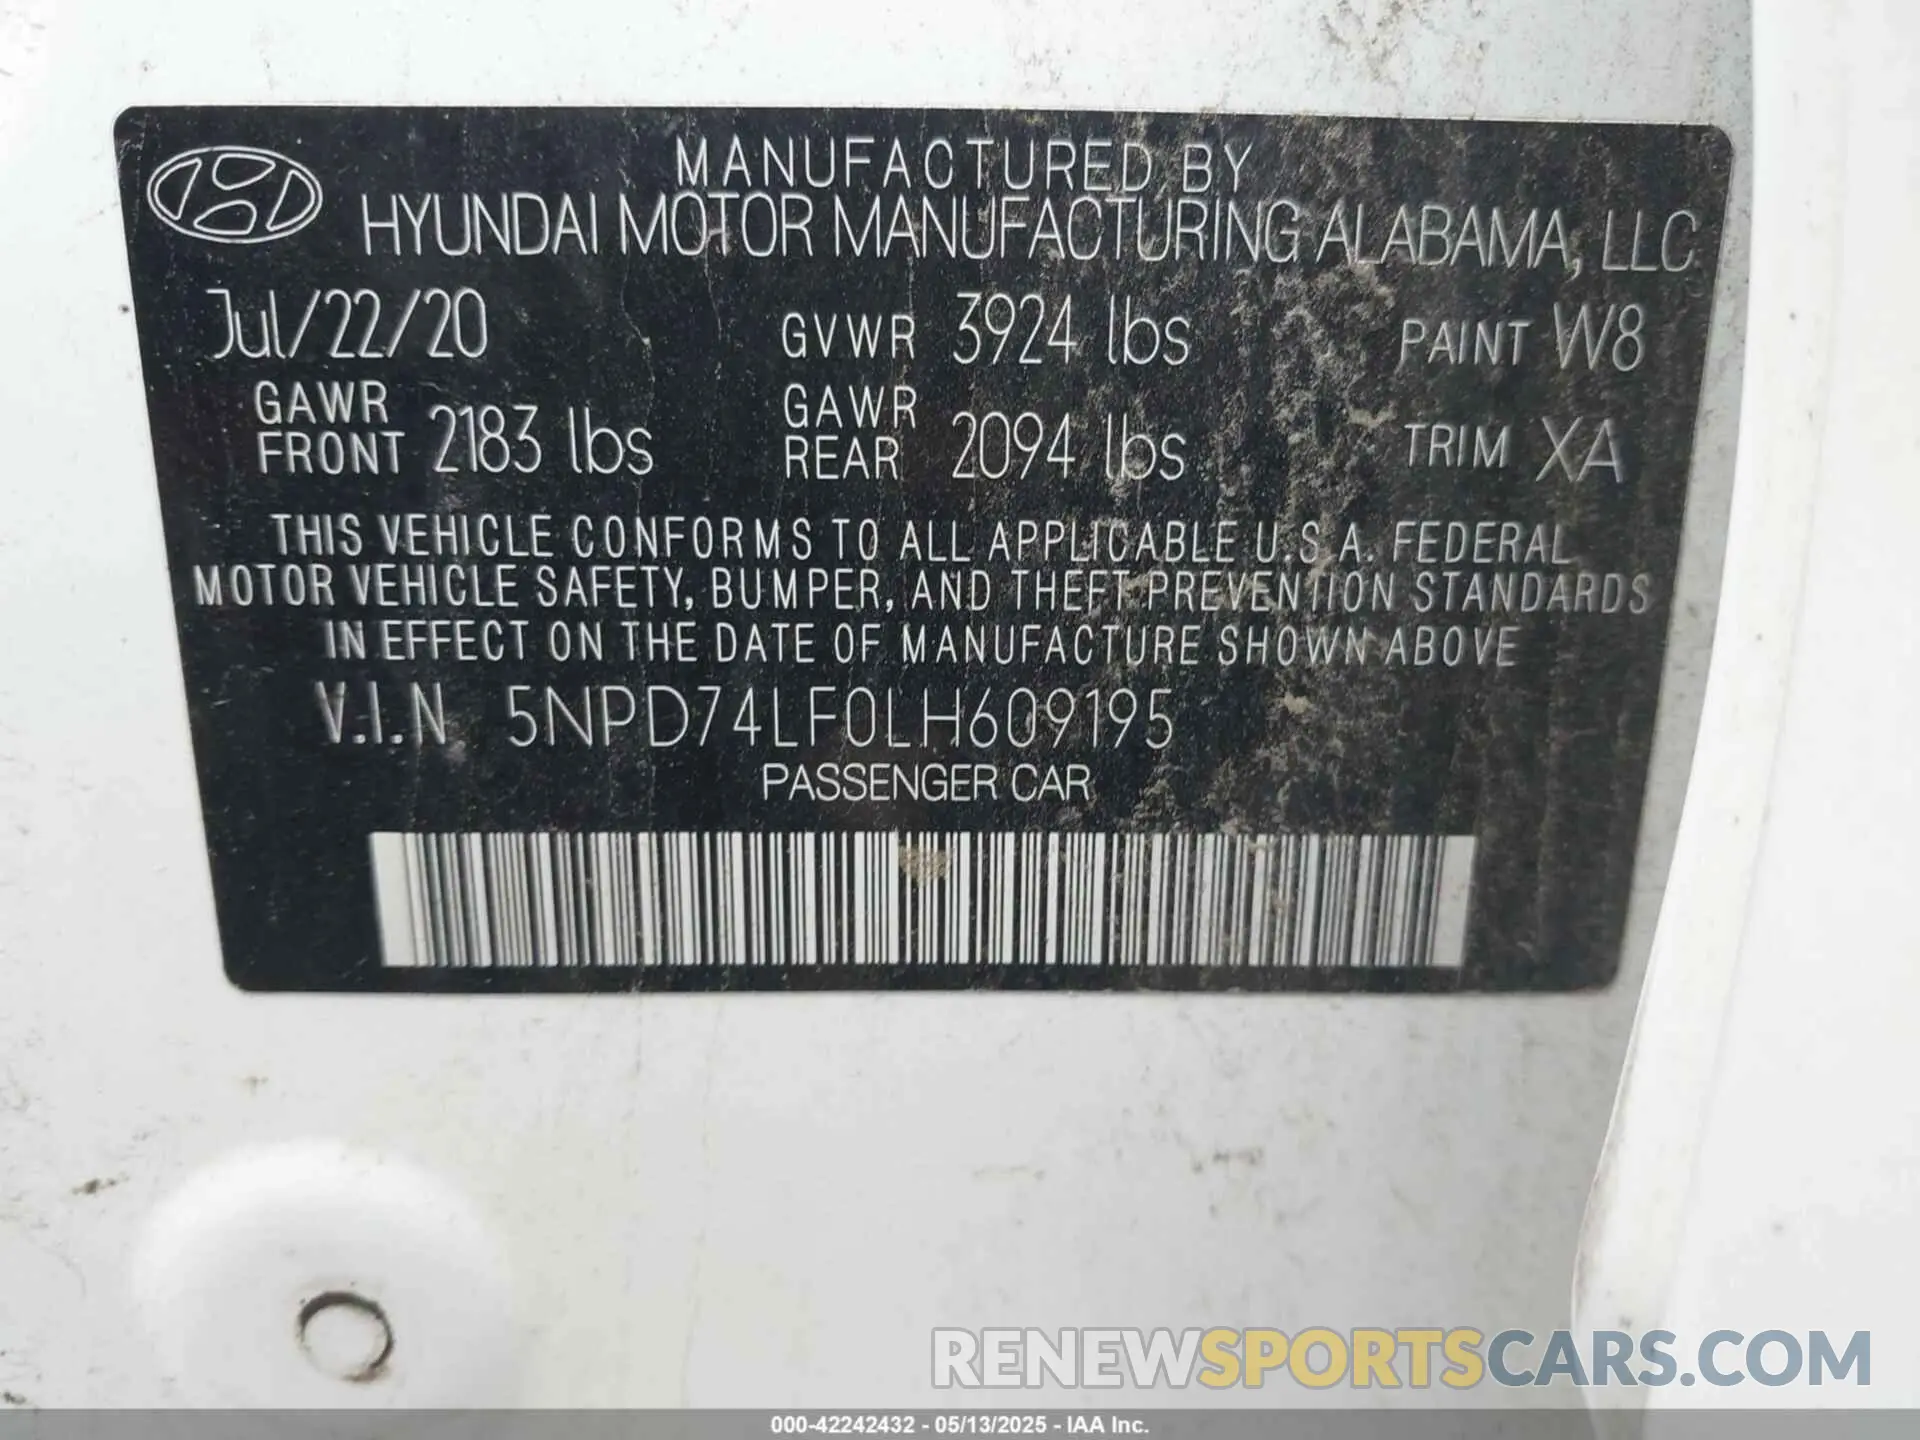 MANUFACTURED BY
HYUNDAI MOTOR MANUFACTURING ALABAMA, LLC
Jul/22/20 GVWR 3924 lbs PAINT W8
GAWR FRONT 2183 lbs GAWR REAR 2094 lbs TRIM XA
THIS VEHICLE CONFORMS TO ALL APPLICABLE U.S.A. FEDERAL
MOTOR VEHICLE SAFETY, BUMPER, AND THEFT PREVENTION STANDARDS
IN EFFECT ON THE DATE OF MANUFACTURE SHOWN ABOVE
V.I.N 5NPD74LF0LH609195
PASSENGER CAR
RENEWSPORTSCARS.COM
000-42242432 - 05/13/2025 - IAA Inc.